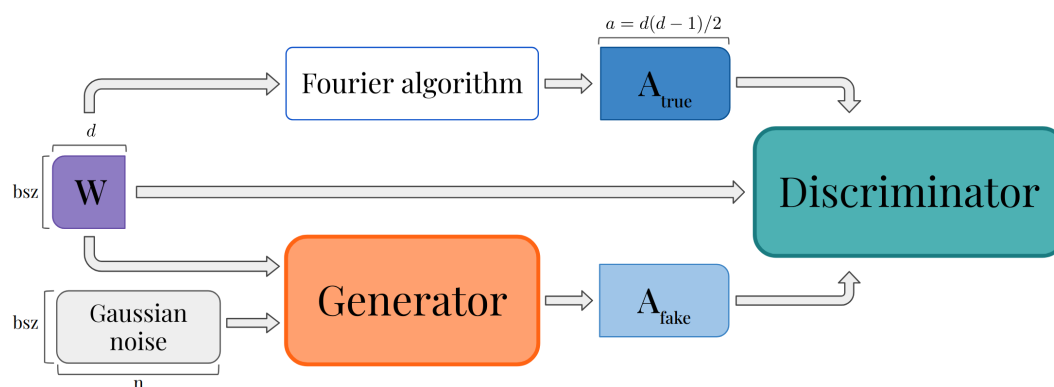 a = d(d − 1)/2
Fourier algorithm
A_true
d
bsz
W
Discriminator
Generator
A_fake
bsz
Gaussian
noise
n